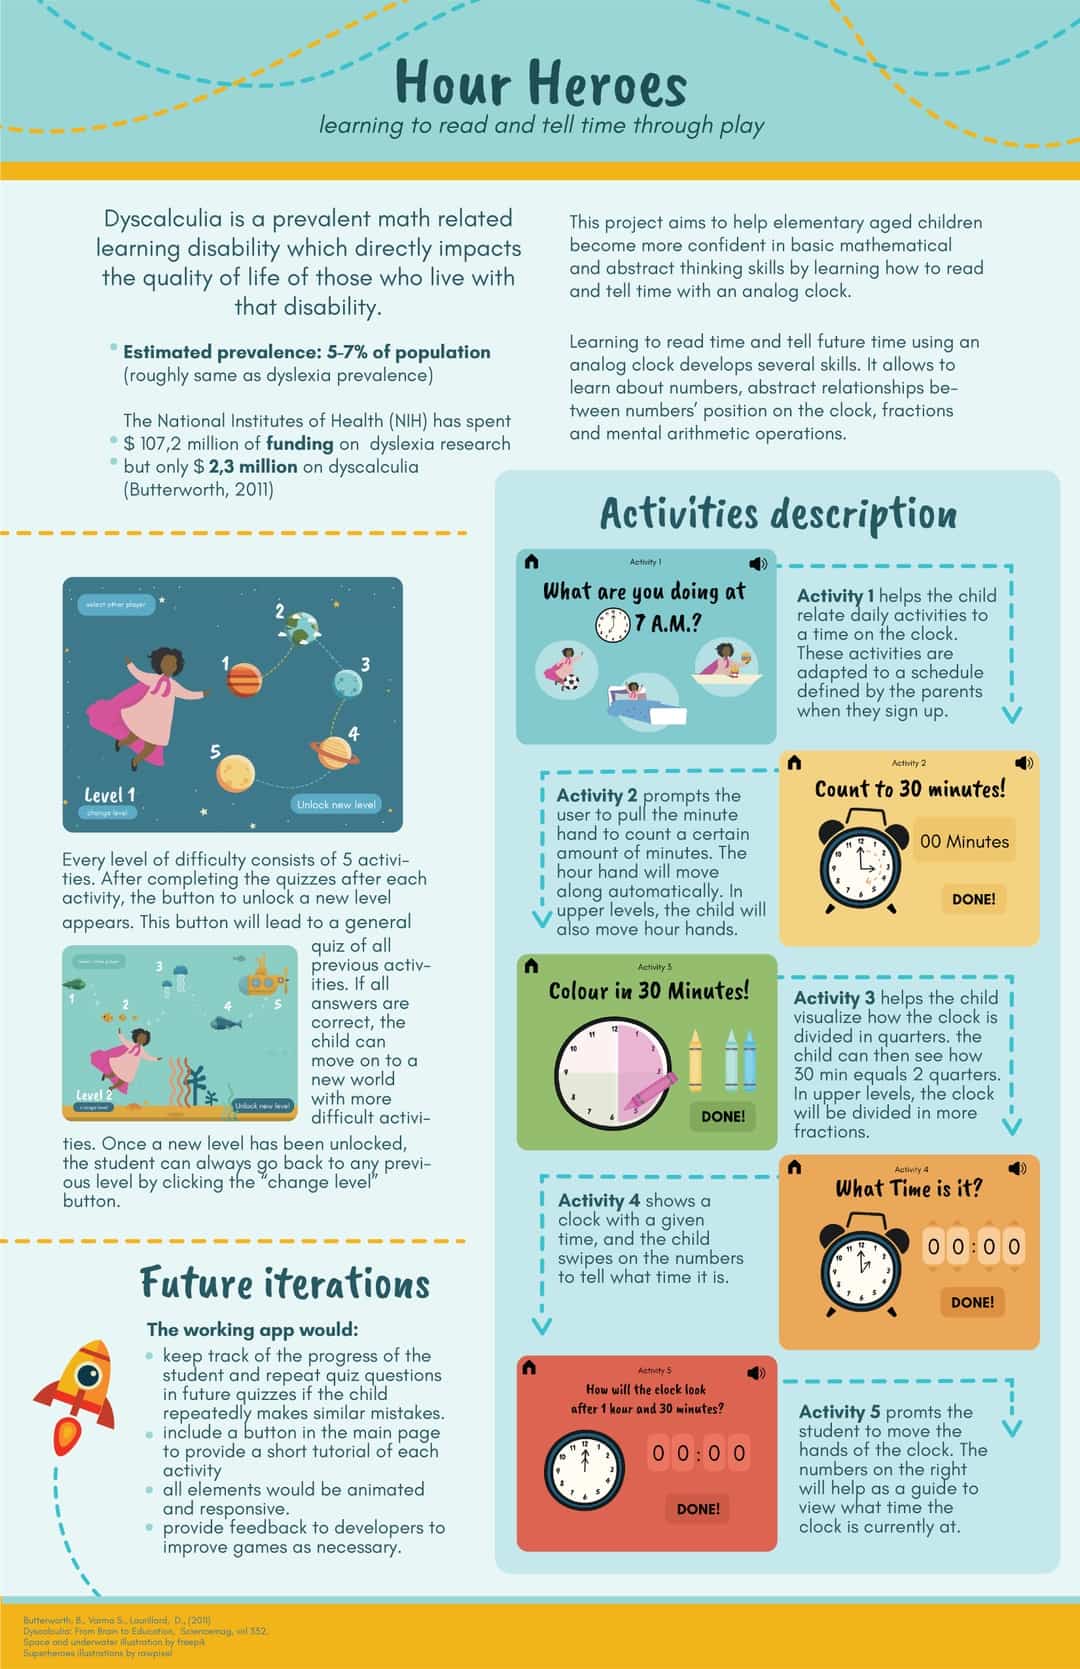 Hour Heroes
learning to read and tell time through play
Dyscalculia is a prevalent math related
learning disability which directly impacts
the quality of life of those who live with
that disability.
Estimated prevalence: 5-7% of population
(roughly same as dyslexia prevalence)
The National Institutes of Health (NIH) has spent
$ 107,2 million of funding on dyslexia research
but only $ 2,3 million on dyscalculia
(Butterworth, 2011)
This project aims to help elementary aged children
become more confident in basic mathematical
and abstract thinking skills by learning how to read
and tell time with an analog clock.
Learning to read time and tell future time using an
analog clock develops several skills. It allows to
learn about numbers, abstract relationships be-
tween numbers' position on the clock, fractions
and mental arithmetic operations.
select other player
1
2
3
4
5
Level 1
change level
Unlock new level
Every level of difficulty consists of 5 activi-
ties. After completing the quizzes after each
activity, the button to unlock a new level
appears. This button will lead to a general
quiz of all
previous activ-
ities. If all
answers are
correct, the
child can
move on to a
new world
with more
difficult activi-
ties. Once a new level has been unlocked,
the student can always go back to any previ-
ous level by clicking the "change level"
button.
1
2
3
4
5
Level 2
change level
Unlock new level
Future iterations
The working app would:
keep track of the progress of the
student and repeat quiz questions
in future quizzes if the child
repeatedly makes similar mistakes.
include a button in the main page
to provide a short tutorial of each
activity
all elements would be animated
and responsive.
provide feedback to developers to
improve games as necessary.
Activities description
Activity 1
What are you doing at
7 A.M.?
Activity 1 helps the child
relate daily activities to
a time on the clock.
These activities are
adapted to a schedule
defined by the parents
when they sign up.
Activity 2 prompts the
user to pull the minute
hand to count a certain
amount of minutes. The
hour hand will move
along automatically. In
upper levels, the child will
also move hour hands.
Activity 2
Count to 30 minutes!
00 Minutes
DONE!
Activity 3
Colour in 30 Minutes!
DONE!
Activity 3 helps the child
visualize how the clock is
divided in quarters. the
child can then see how
30 min equals 2 quarters.
In upper levels, the clock
will be divided in more
fractions.
Activity 4 shows a
clock with a given
time, and the child
swipes on the numbers
to tell what time it is.
Activity 4
What Time is it?
00:00
DONE!
Activity 5
How will the clock look
after 1 hour and 30 minutes?
00:00
DONE!
Activity 5 promts the
student to move the
hands of the clock. The
numbers on the right
will help as a guide to
view what time the
clock is currently at.
Butterworth, B., Varma S., Laurillard, D., (2011)
Dyscalculia: From Brain to Education, Sciencemag, vol 332.
Space and underwater illustration by freepik
Superheroes illustrations by rawpixel